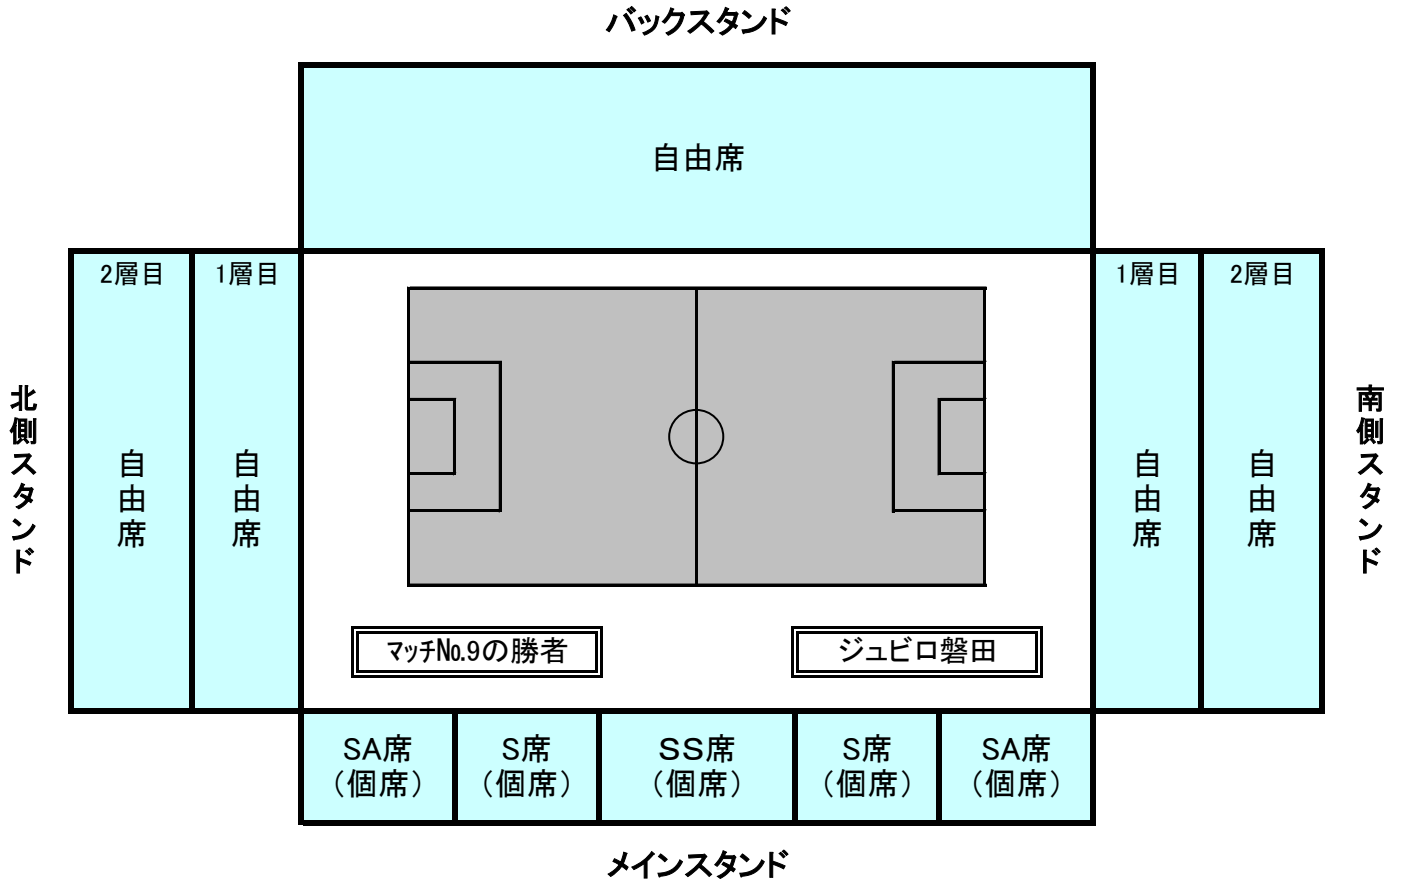 バックスタンド
自由席
2層目
1層目
1層目
2層目
北側スタンド
自由席
自由席
自由席
自由席
南側スタンド
マッチ№9の勝者
ジュビロ磐田
SA席
（個席）
S席
（個席）
SS席
（個席）
S席
（個席）
SA席
（個席）
メインスタンド